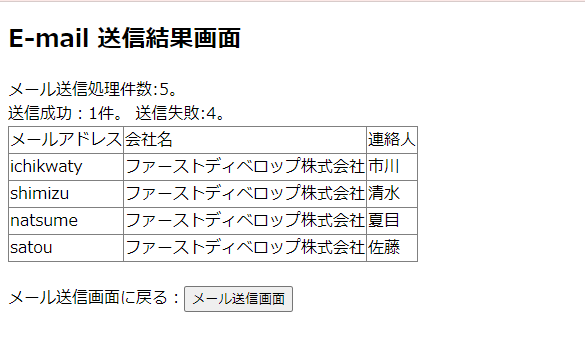 E-mail 送信結果画面
メール送信処理件数:5。
送信成功：1件。 送信失敗:4。
メールアドレス 会社名 連絡人
ichikwaty ファーストディベロップ株式会社 市川
shimizu ファーストディベロップ株式会社 清水
natsume ファーストディベロップ株式会社 夏目
satou ファーストディベロップ株式会社 佐藤
メール送信画面に戻る： メール送信画面